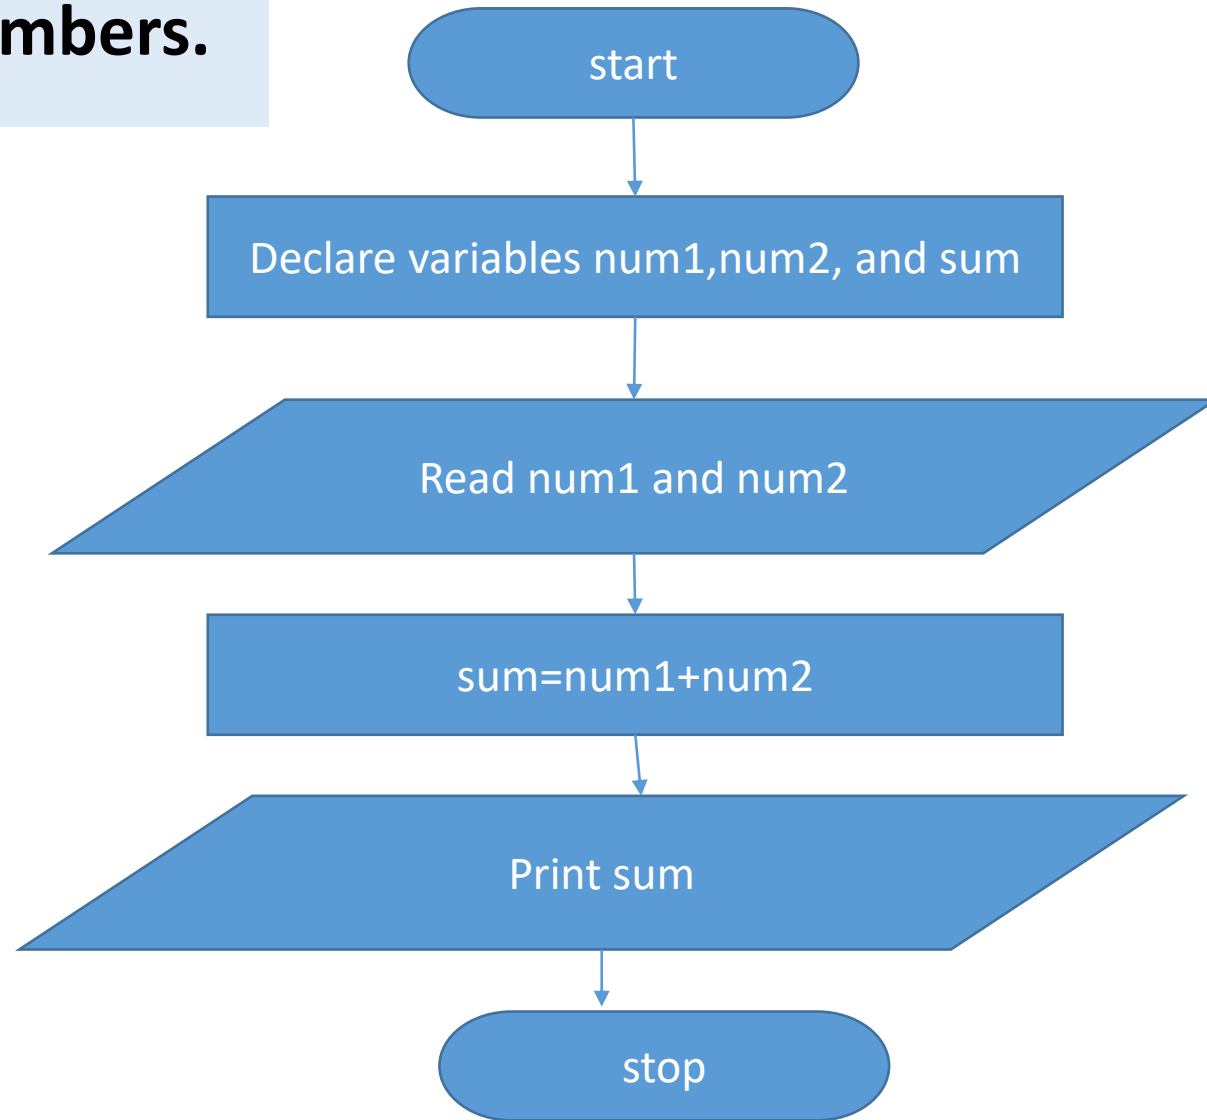 mbers.
start
Declare variables num1,num2, and sum
Read num1 and num2
sum=num1+num2
Print sum
stop